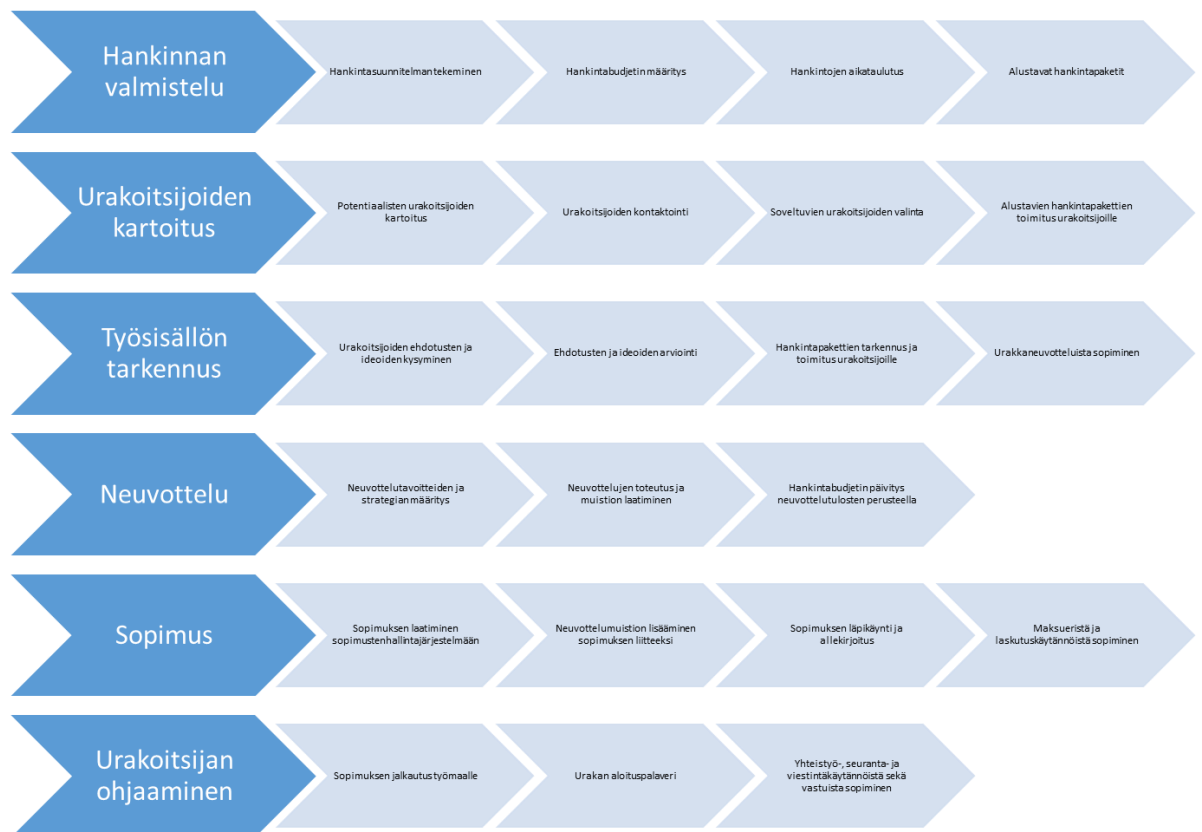 Hankinnan
valmistelu
Hankintasuunnitelman tekeminen
Hankintabudjetin määritys
Hankintojen aikataulutus
Alustavat hankintapaketit
Urakoitsijoiden
kartoitus
Potentiaalisten urakoitsijoiden
kartoitus
Urakoitsijoiden kontaktointi
Soveltuvien urakoitsijoiden valinta
Alustavien hankintapakettien
toimitus urakoitsijoille
Työsisällön
tarkennus
Urakoitsijoiden ehdotusten ja
ideoiden kysyminen
Ehdotusten ja ideoiden arviointi
Hankintapakettien tarkennus ja
toimitus urakoitsijoille
Urakkaneuvotteluista sopiminen
Neuvottelu
Neuvottelutavoitteiden ja
strategian määritys
Neuvottelujen toteutus ja
muistion laatiminen
Hankintabudjetin päivitys
neuvottelutulosten perusteella
Sopimus
Sopimuksen laatiminen
sopimustenhallintajärjestelmään
Neuvottelumuistion lisääminen
sopimuksen liitteeksi
Sopimuksen läpikäynti ja
allekirjoitus
Maksueristä ja
laskutuskäytännöistä sopiminen
Urakoitsijan
ohjaaminen
Sopimuksen jalkautus työmaalle
Urakan aloituspalaveri
Yhteistyö-, seuranta- ja
viestintäkäytännöistä sekä
vastuista sopiminen